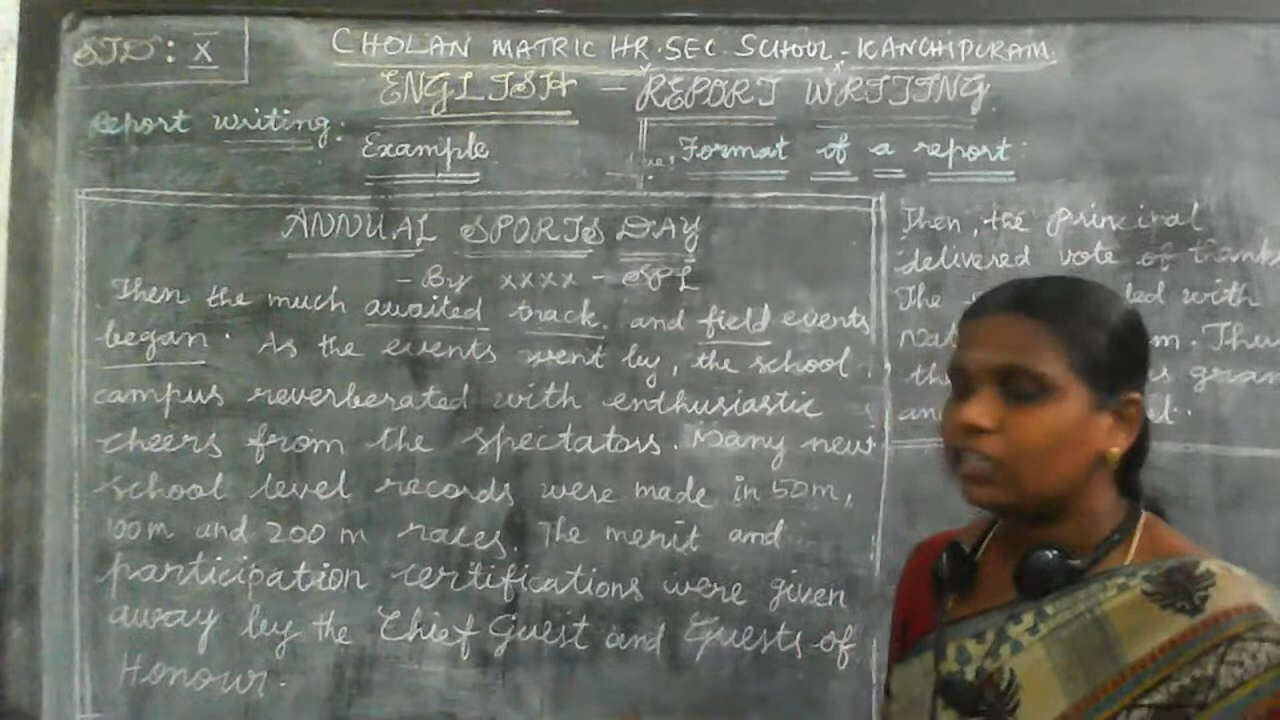 STD: X
CHOLAN MATRIC HR.SEC. SCHOOL - KANCHIPURAM.
ENGLISH - REPORT WRITING
Report writing:
Example
Format of a report:
ANNUAL SPORTS DAY
- By xxxx - SPL
Then the much awaited track and field events
began. As the events went by, the school
campus reverberated with enthusiastic
cheers from the spectators. Many new
school level records were made in 50m,
100m and 200 m races. The merit and
participation certifications were given
away by the Chief Guest and Guests of
Honour.
Then, the principal
delivered vote of thanks
The with
m. Thus